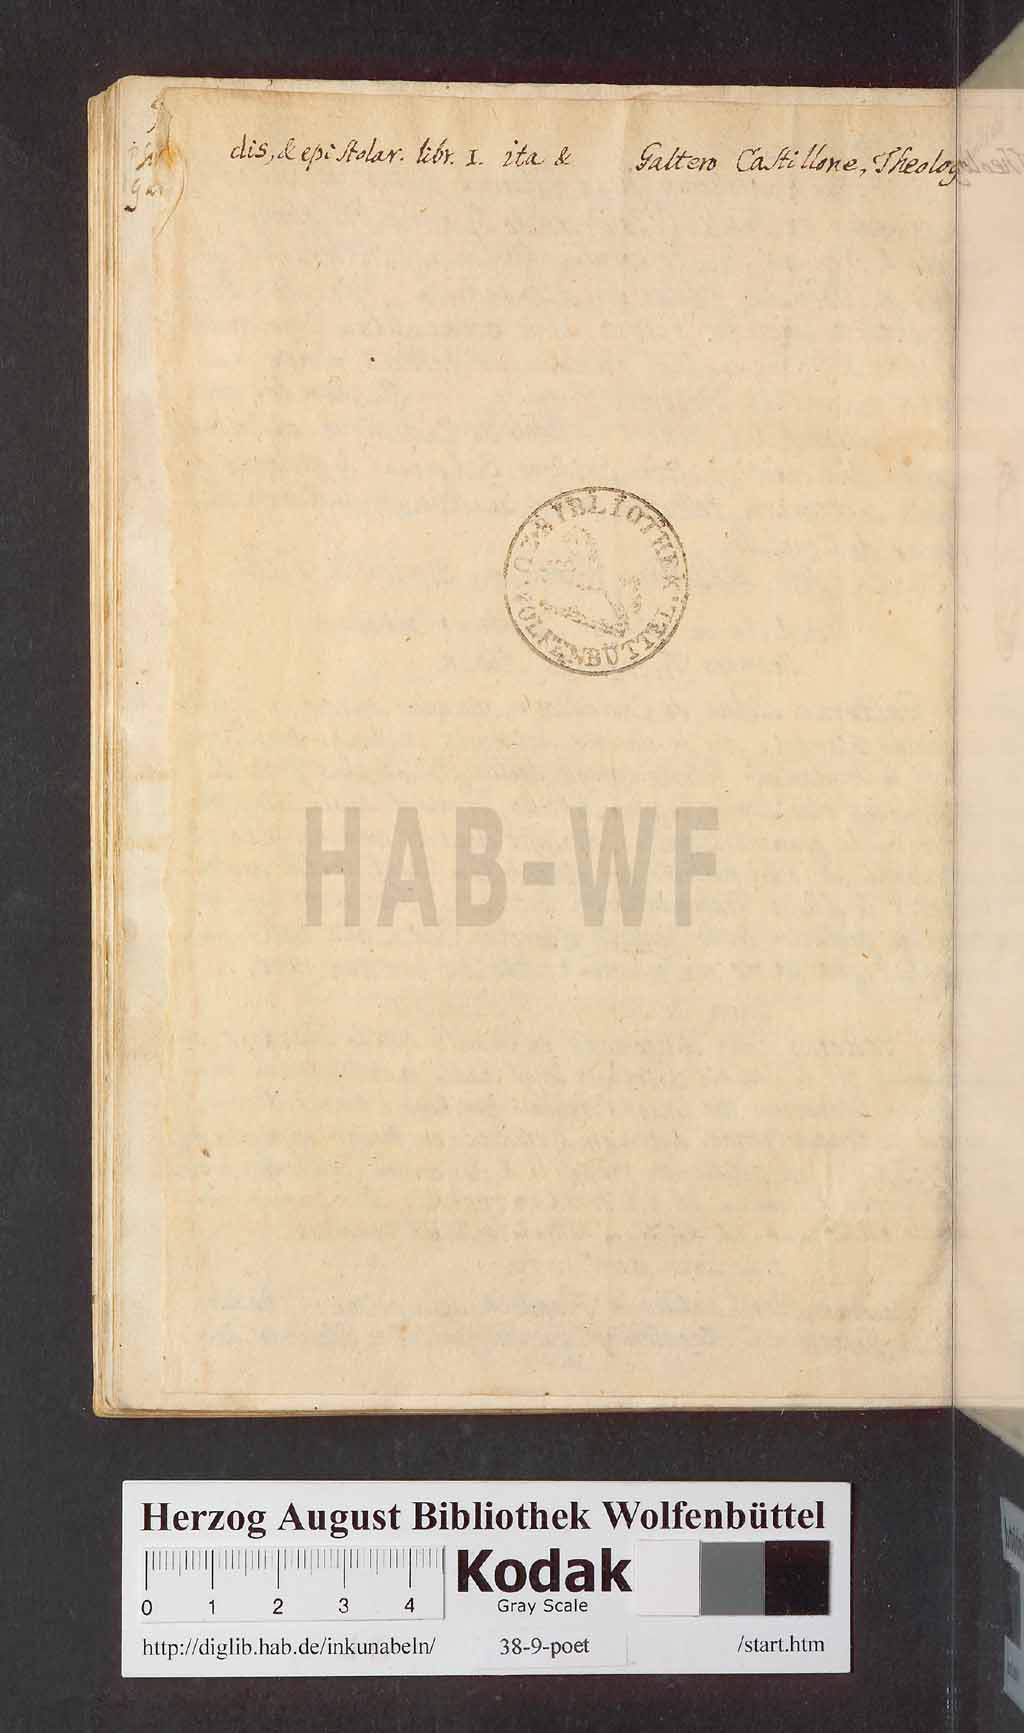 dis, & epistolar. libr. I. ita & Galtero Castillone, Theolog
BIBLIOTHEK
WOLFENBÜTTEL
HAB-WF
Herzog August Bibliothek Wolfenbüttel
0 1 2 3 4
Kodak
Gray Scale
http://diglib.hab.de/inkunabeln/ 38-9-poet /start.htm